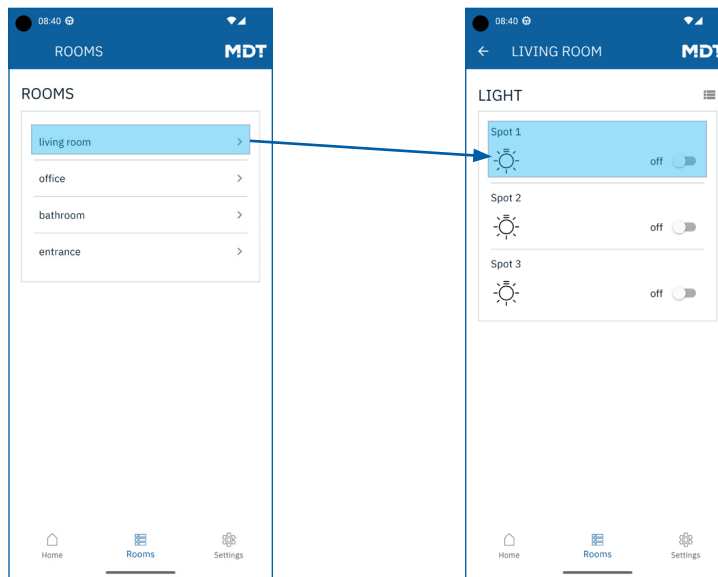 08:40
ROOMS
MDT
ROOMS
living room
office
bathroom
entrance
Home
Rooms
Settings
08:40
LIVING ROOM
MDT
LIGHT
Spot 1
off
Spot 2
off
Spot 3
off
Home
Rooms
Settings